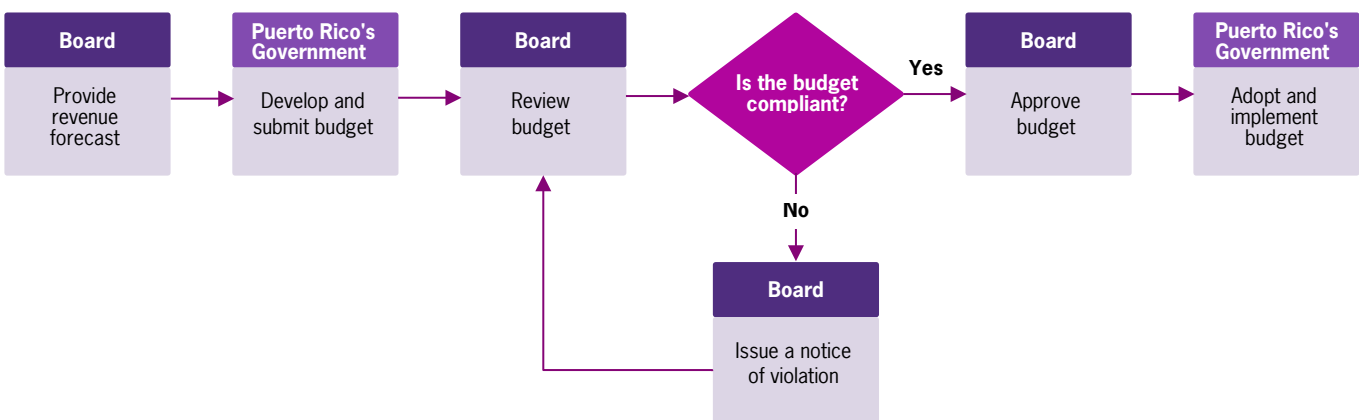 Board
Provide
revenue
forecast
Puerto Rico's
Government
Develop and
submit budget
Board
Review
budget
Is the budget
compliant?
Yes
Board
Approve
budget
Puerto Rico's
Government
Adopt and
implement
budget
No
Board
Issue a notice
of violation